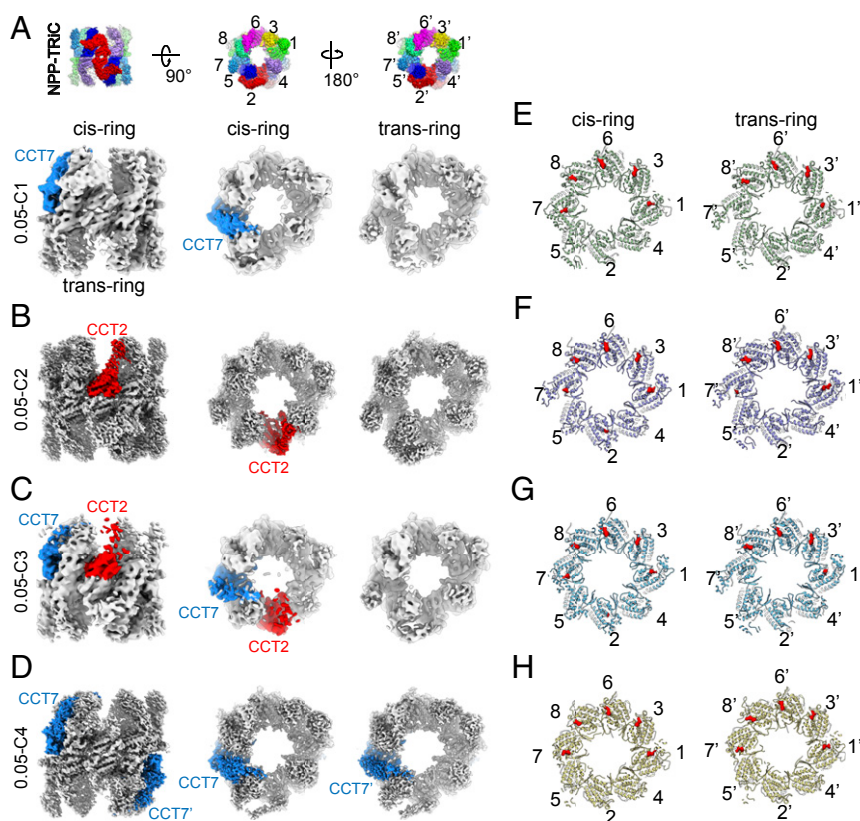 A
NPP-TRiC
90°
8
6
3
1
7
5
2
4
180°
8'
6'
3'
1'
7'
5'
2'
4'
cis-ring
cis-ring
trans-ring
0.05-C1
CCT7
CCT7
trans-ring
B
0.05-C2
CCT2
CCT2
C
0.05-C3
CCT7
CCT2
CCT7
CCT2
D
0.05-C4
CCT7
CCT7'
CCT7
CCT7'
E
cis-ring
trans-ring
6
8
3
7
1
5
4
2
6'
8'
3'
7'
1'
5'
4'
2'
F
6
8
3
7
1
5
4
2
6'
8'
3'
7'
1'
5'
4'
2'
G
6
8
3
7
1
5
4
2
6'
8'
3'
7'
1'
5'
4'
2'
H
6
8
3
7
1
5
4
2
6'
8'
3'
7'
1'
5'
4'
2'